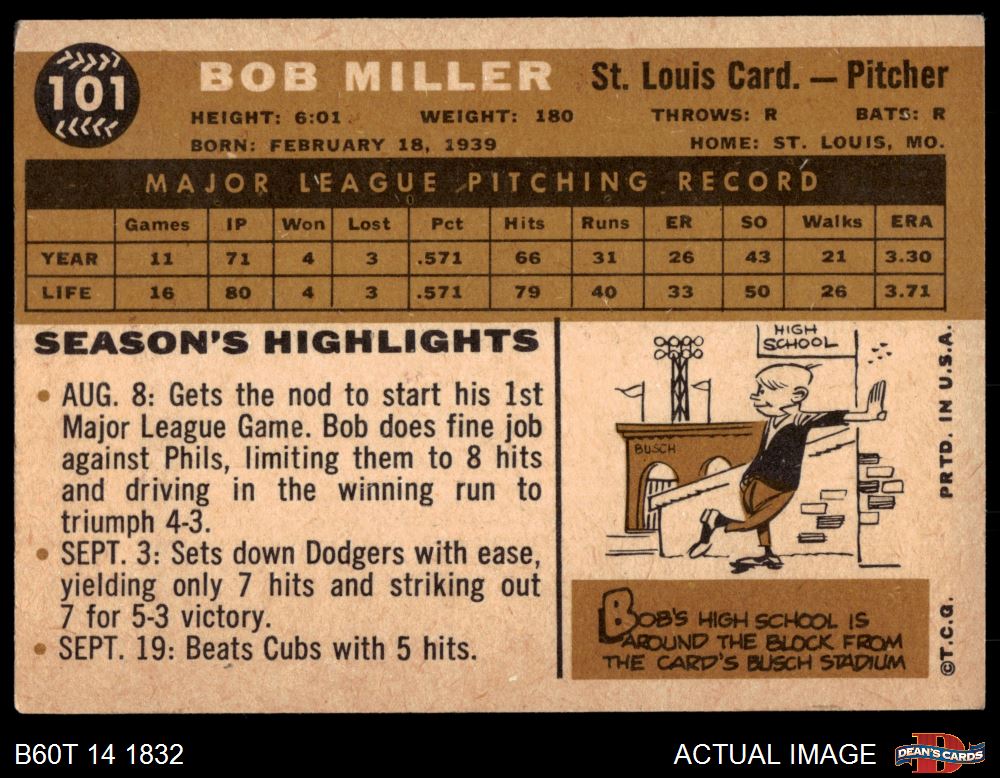 101
BOB MILLER St. Louis Card. — Pitcher
HEIGHT: 6:01 WEIGHT: 180 THROWS: R BATS: R
BORN: FEBRUARY 18, 1939 HOME: ST. LOUIS, MO.
MAJOR LEAGUE PITCHING RECORD
Games IP Won Lost Pct Hits Runs ER SO Walks ERA
YEAR 11 71 4 3 .571 66 31 26 43 21 3.30
LIFE 16 80 4 3 .571 79 40 33 50 26 3.71
SEASON'S HIGHLIGHTS
• AUG. 8: Gets the nod to start his 1st
Major League Game. Bob does fine job
against Phils, limiting them to 8 hits
and driving in the winning run to
triumph 4-3.
• SEPT. 3: Sets down Dodgers with ease,
yielding only 7 hits and striking out
7 for 5-3 victory.
• SEPT. 19: Beats Cubs with 5 hits.
HIGH
SCHOOL
BUSCH
BOB'S HIGH SCHOOL IS
AROUND THE BLOCK FROM
THE CARD'S BUSCH STADIUM
©T.C.G. PRTD. IN U.S.A.
B60T 14 1832 ACTUAL IMAGE DEAN'S CARDS